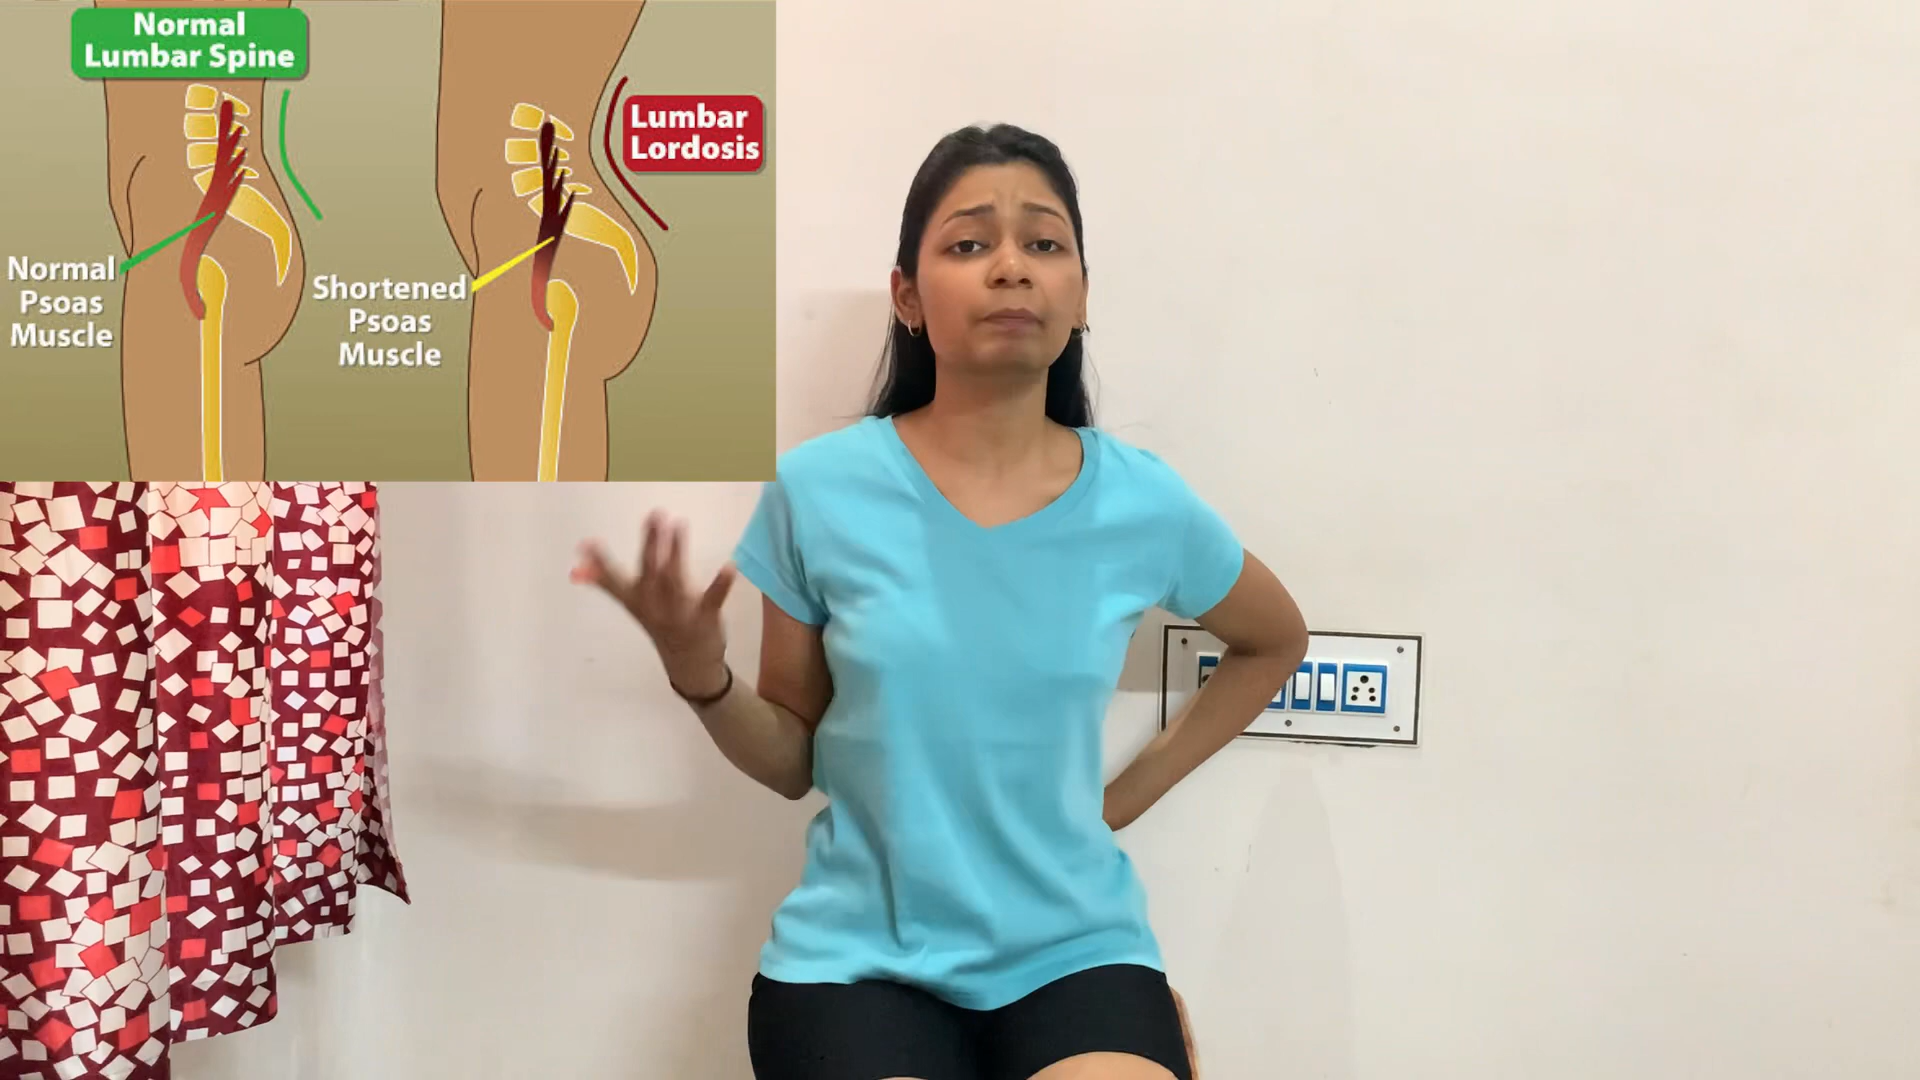 Normal
Lumbar Spine
Lumbar
Lordosis
Normal
Psoas
Muscle
Shortened
Psoas
Muscle